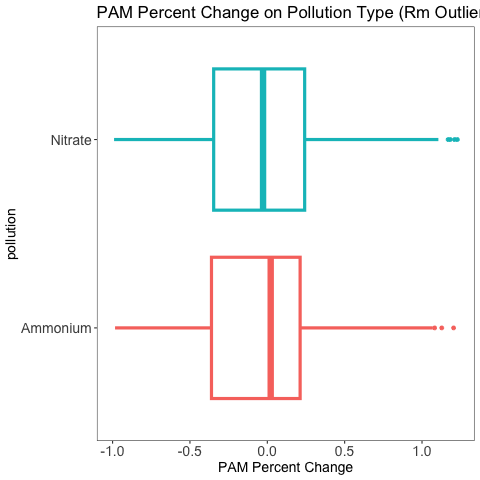 PAM Percent Change on Pollution Type (Rm Outlier
Nitrate
pollution
Ammonium
-1.0 -0.5 0.0 0.5 1.0
PAM Percent Change